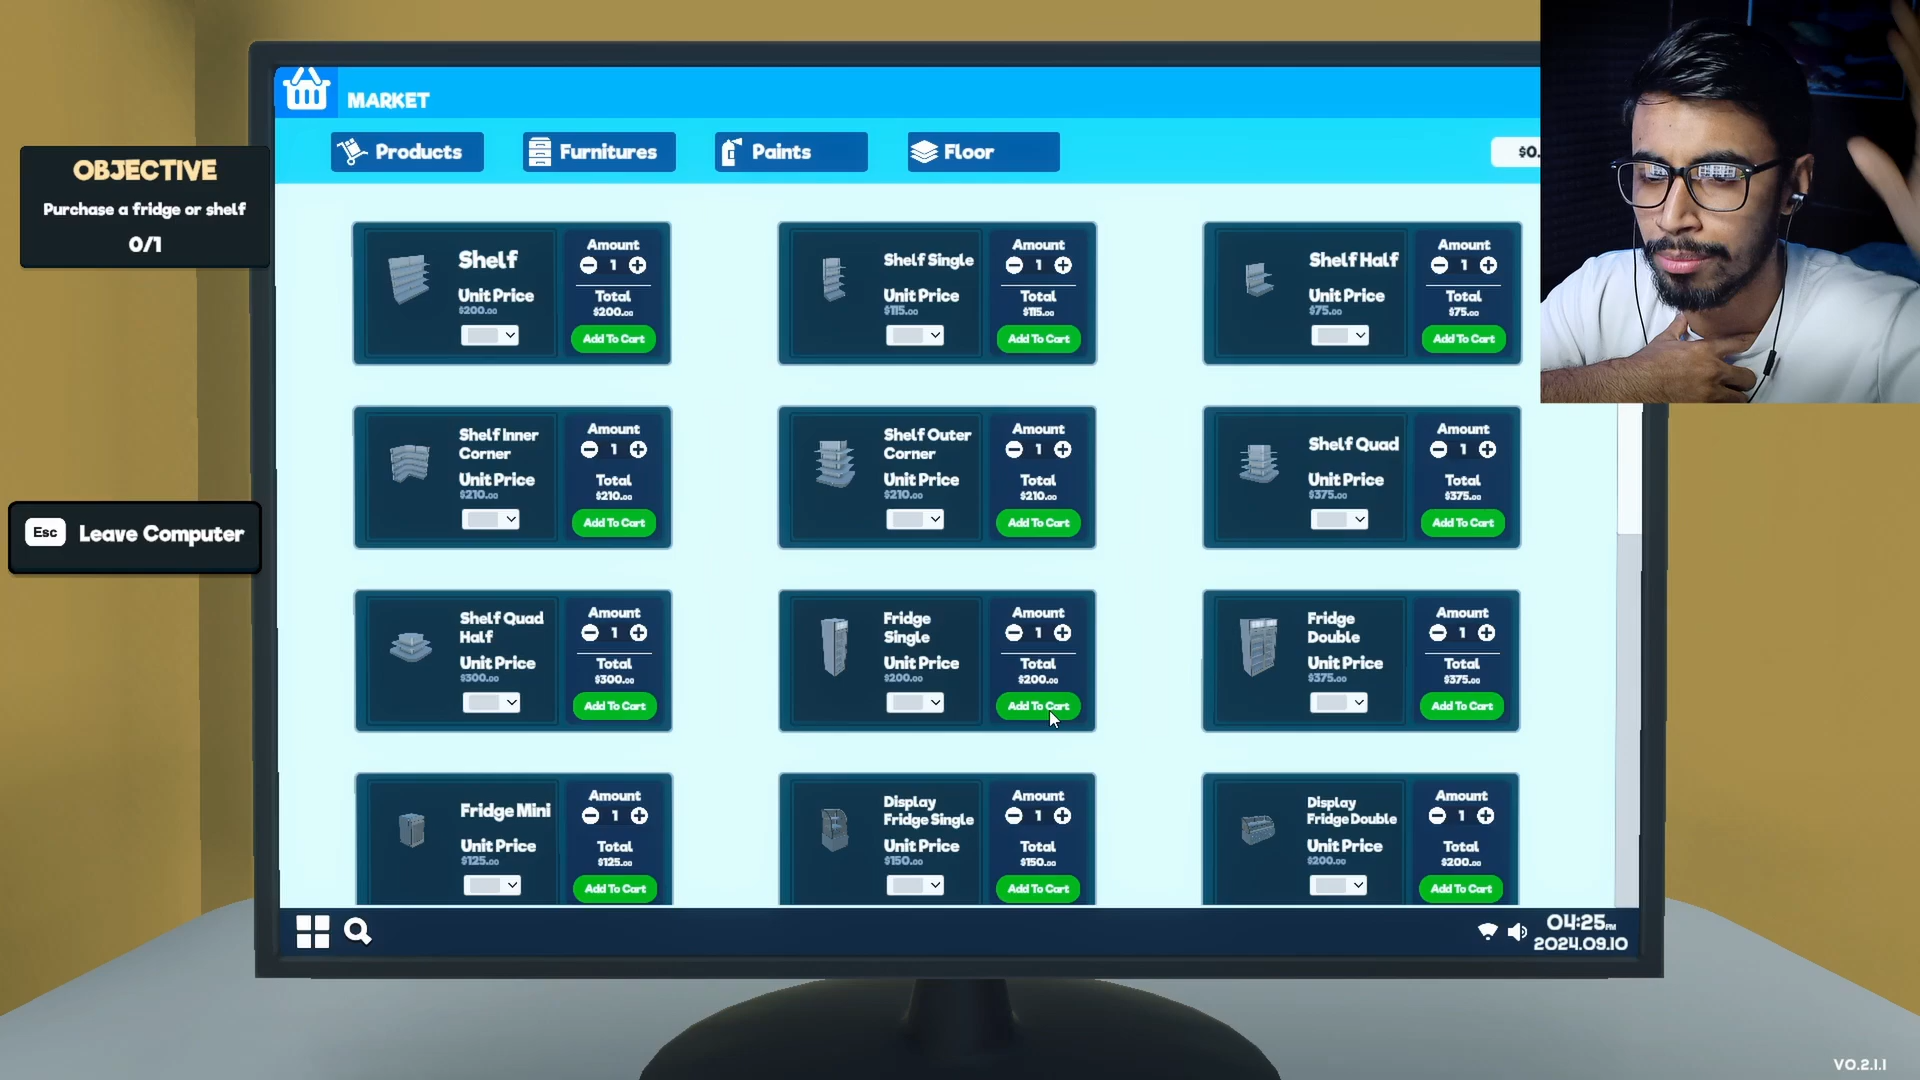 MARKET
Products
Furnitures
Paints
Floor
$0.
OBJECTIVE
Purchase a fridge or shelf
0/1
Esc Leave Computer
Shelf
Unit Price
$200.00
Amount
1
Total
$200.00
Add To Cart
Shelf Single
Unit Price
$115.00
Amount
1
Total
$115.00
Add To Cart
Shelf Half
Unit Price
$75.00
Amount
1
Total
$75.00
Add To Cart
Shelf Inner
Corner
Unit Price
$210.00
Amount
1
Total
$210.00
Add To Cart
Shelf Outer
Corner
Unit Price
$210.00
Amount
1
Total
$210.00
Add To Cart
Shelf Quad
Unit Price
$375.00
Amount
1
Total
$375.00
Add To Cart
Shelf Quad
Half
Unit Price
$300.00
Amount
1
Total
$300.00
Add To Cart
Fridge
Single
Unit Price
$200.00
Amount
1
Total
$200.00
Add To Cart
Fridge
Double
Unit Price
$375.00
Amount
1
Total
$375.00
Add To Cart
Fridge Mini
Unit Price
$125.00
Amount
1
Total
$125.00
Add To Cart
Display
Fridge Single
Unit Price
$150.00
Amount
1
Total
$150.00
Add To Cart
Display
Fridge Double
Unit Price
$200.00
Amount
1
Total
$200.00
Add To Cart
04:25PM
2024.09.10
V0.2.1.1